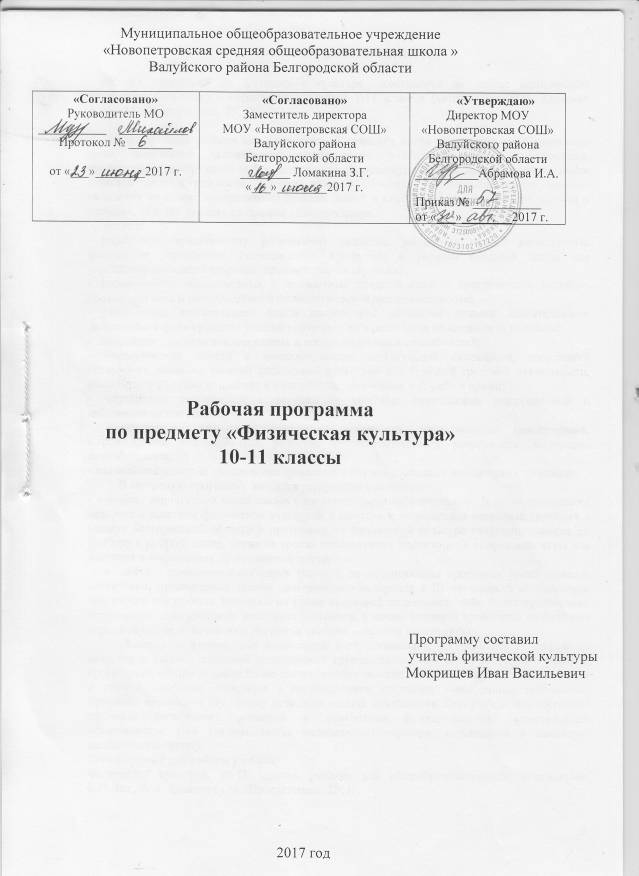 Муниципальное общеобразовательное учреждение
«Новопетровская средняя общеобразовательная школа »
Валуйского района Белгородской области
«Согласовано»
Руководитель МО
Михайлов
Протокол № 6
от «23» июня 2017 г.
«Согласовано»
Заместитель директора
МОУ «Новопетровская СОШ»
Валуйского района
Белгородской области
Ломакина З.Г.
«16» июня 2017 г.
«Утверждаю»
Директор МОУ
«Новопетровская СОШ»
Валуйского района
Белгородской области
Абрамова И.А.
Приказ № 57
от « » авг. 2017 г.
ДЛЯ
Рабочая программа
по предмету «Физическая культура»
10-11 классы
Программу составил
учитель физической культуры
Мокрищев Иван Васильевич
2017 год